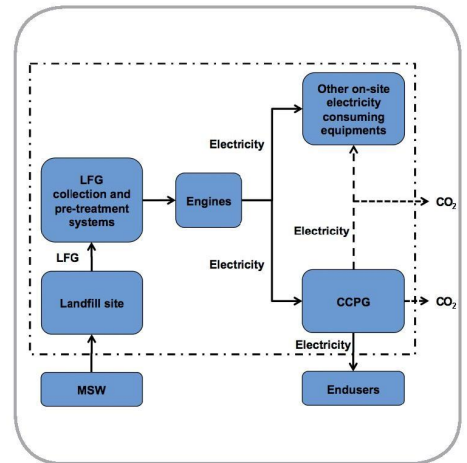 Other on-site
electricity
consuming
equipments
Electricity
LFG
collection and
pre-treatment
systems
Engines
CO2
Electricity
LFG
Electricity
Landfill site
CCPG
CO2
Electricity
MSW
Endusers